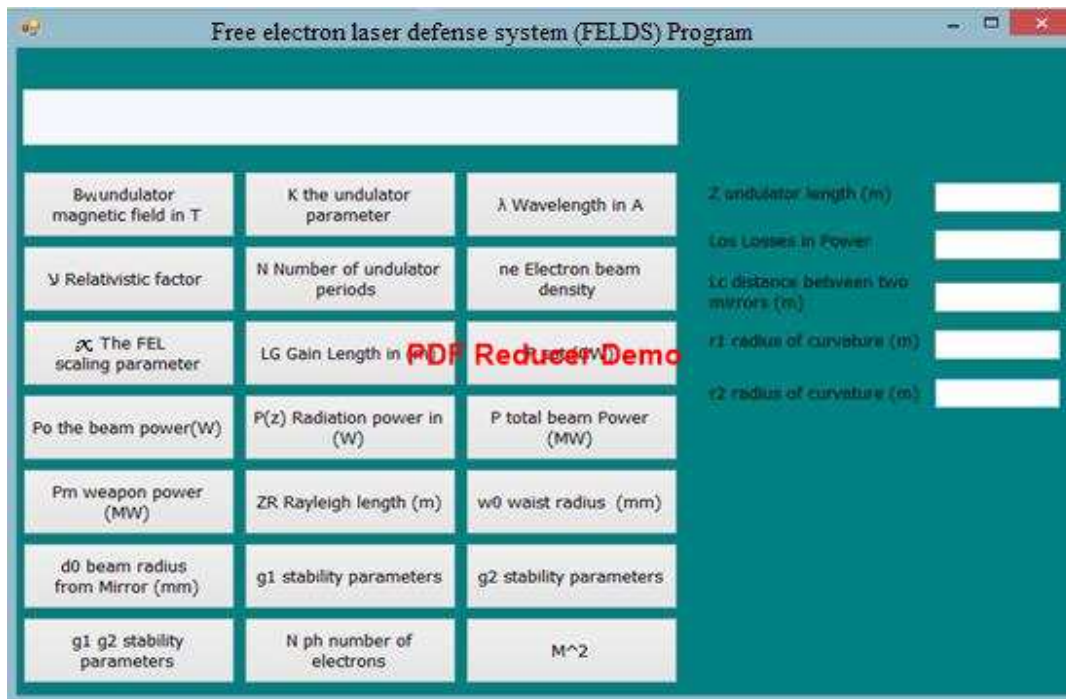 Free electron laser defense system (FELDS) Program
Bw undulator
magnetic field in T
K the undulator
parameter
λ Wavelength in A
Z undulator length (m)
Los Losses in Power
γ Relativistic factor
N Number of undulator
periods
ne Electron beam
density
Lc distance between two
mirrors (m)
The FEL
scaling parameter
LG Gain Length in
PDF Reducer Demo
r1 radius of curvature (m)
r2 radius of curvature (m)
Po the beam power(W)
P(z) Radiation power in
(W)
P total beam Power
(MW)
Pm weapon power
(MW)
ZR Rayleigh length (m)
w0 waist radius (mm)
d0 beam radius
from Mirror (mm)
g1 stability parameters
g2 stability parameters
g1 g2 stability
parameters
N ph number of
electrons
M^2